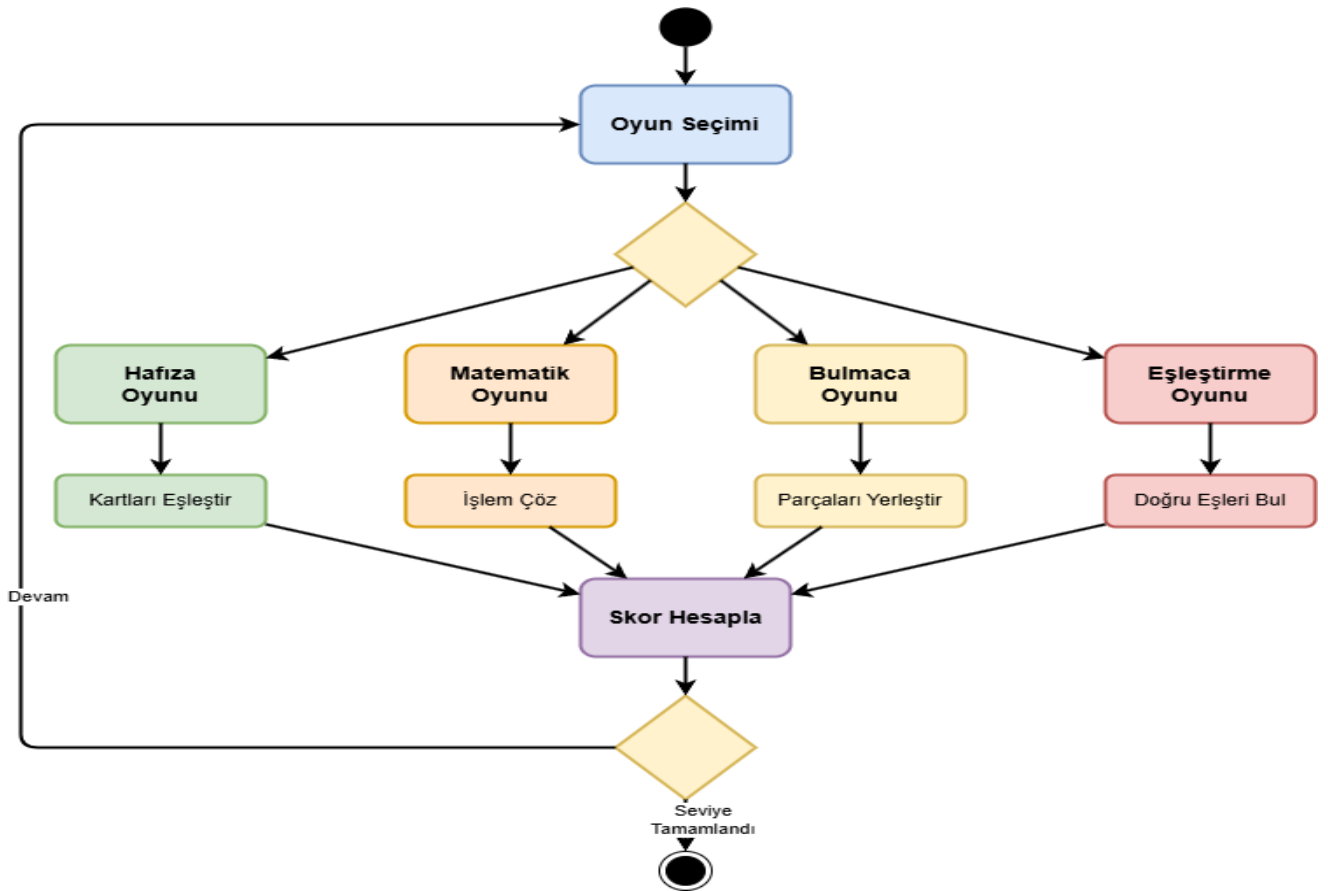 Oyun Seçimi
Hafıza
Oyunu
Matematik
Oyunu
Bulmaca
Oyunu
Eşleştirme
Oyunu
Kartları Eşleştir
İşlem Çöz
Parçaları Yerleştir
Doğru Eşleri Bul
Devam
Skor Hesapla
Seviye
Tamamlandı